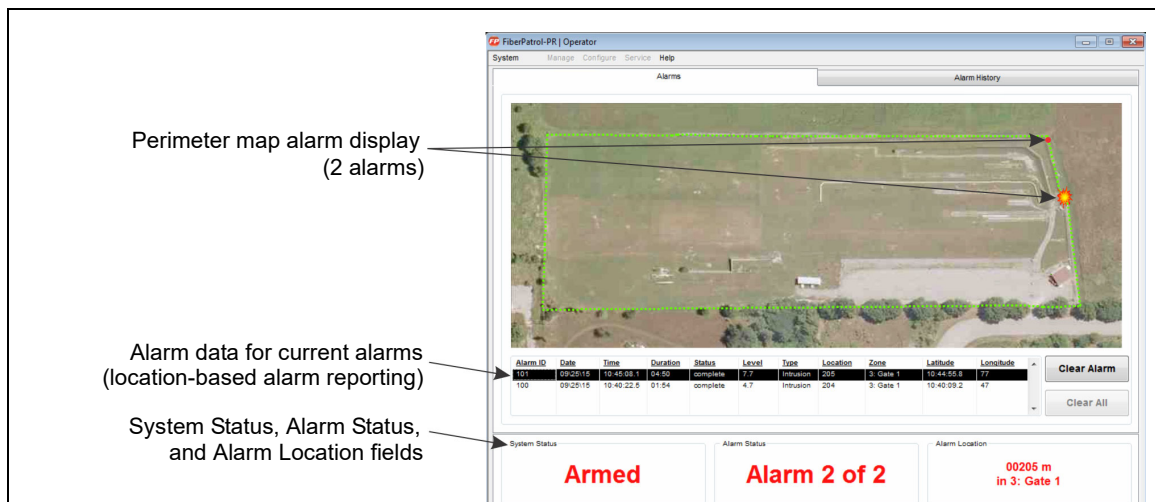 FP FiberPatrol-PR | Operator
System Manage Configure Service Help
Alarms Alarm History
Perimeter map alarm display
(2 alarms)
Alarm data for current alarms
(location-based alarm reporting)
Alarm ID Date Time Duration Status Level Type Location Zone Latitude Longitude
101 09\25\15 10:45:08.1 04:50 complete 7.7 Intrusion 205 3: Gate 1 10:44:55.8 77
100 09\25\15 10:40:22.5 01:54 complete 4.7 Intrusion 204 3: Gate 1 10:40:09.2 47
Clear Alarm
Clear All
System Status, Alarm Status,
and Alarm Location fields
System Status
Armed
Alarm Status
Alarm 2 of 2
Alarm Location
00205 m
in 3: Gate 1